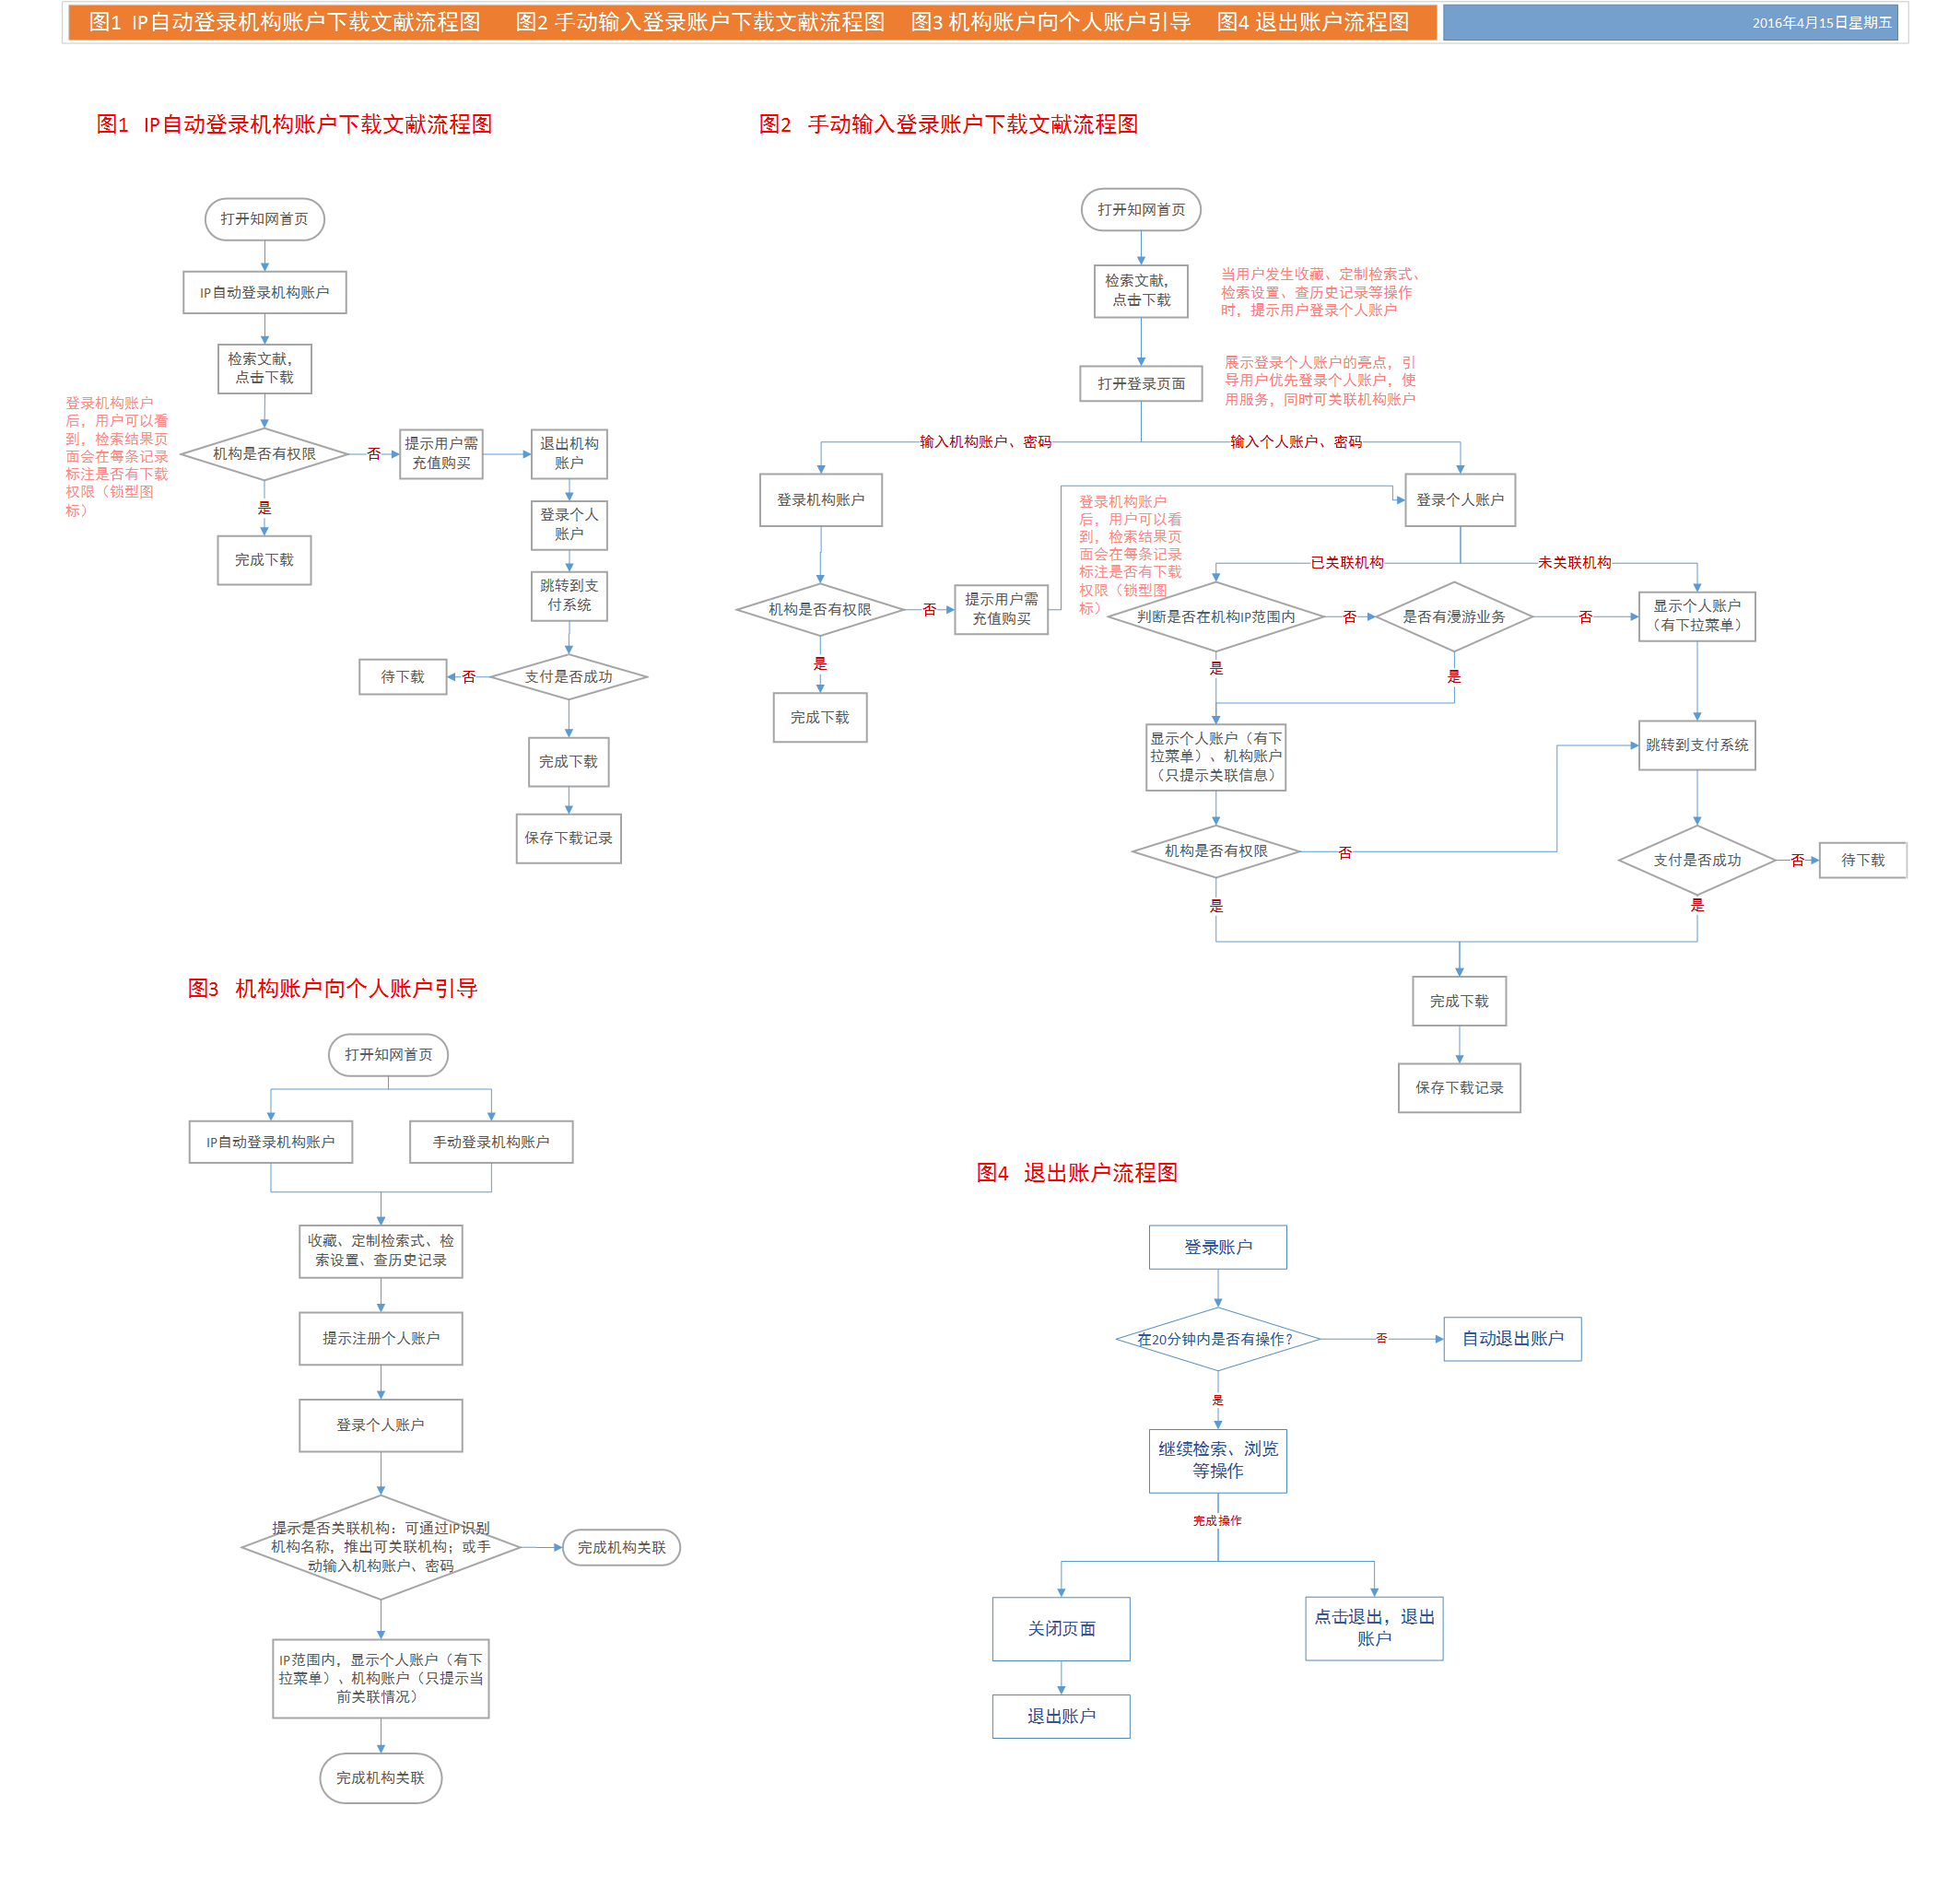 图1 IP自动登录机构账户下载文献流程图 图2 手动输入登录账户下载文献流程图 图3 机构账户向个人账户引导 图4 退出账户流程图
2016年4月15日星期五
图1 IP自动登录机构账户下载文献流程图
打开知网首页
IP自动登录机构账户
检索文献,
点击下载
登录机构账户
后，用户可以看
到，检索结果页
面会在每条记录
标注是否有下载
权限（锁型图
标）
机构是否有权限
否
提示用户需
充值购买
退出机构
账户
是
完成下载
登录个人
账户
跳转到支
付系统
支付是否成功
否
待下载
完成下载
保存下载记录
图2 手动输入登录账户下载文献流程图
打开知网首页
检索文献,
点击下载
当用户发生收藏、定制检索式、
检索设置、查历史记录等操作
时，提示用户登录个人账户
打开登录页面
展示登录个人账户的亮点，引
导用户优先登录个人账户，使
用服务，同时可关联机构账户
输入机构账户、密码
输入个人账户、密码
登录机构账户
登录个人账户
登录机构账户
后，用户可以看
到，检索结果页
面会在每条记录
标注是否有下载
权限（锁型图
标）
已关联机构
未关联机构
机构是否有权限
否
提示用户需
充值购买
是
完成下载
判断是否在机构IP范围内
否
是否有漫游业务
否
显示个人账户
（有下拉菜单）
是
是
显示个人账户（有下
拉菜单）、机构账户
（只提示关联信息）
跳转到支付系统
机构是否有权限
否
支付是否成功
否
待下载
是
是
完成下载
保存下载记录
图3 机构账户向个人账户引导
打开知网首页
IP自动登录机构账户
手动登录机构账户
收藏、定制检索式、检
索设置、查历史记录
提示注册个人账户
登录个人账户
提示是否关联机构：可通过IP识别
机构名称，推出可关联机构；或手
动输入机构账户、密码
完成机构关联
IP范围内，显示个人账户（有下
拉菜单）、机构账户（只提示当
前关联情况）
完成机构关联
图4 退出账户流程图
登录账户
在20分钟内是否有操作？
否
自动退出账户
是
继续检索、浏览
等操作
完成操作
关闭页面
点击退出，退出
账户
退出账户